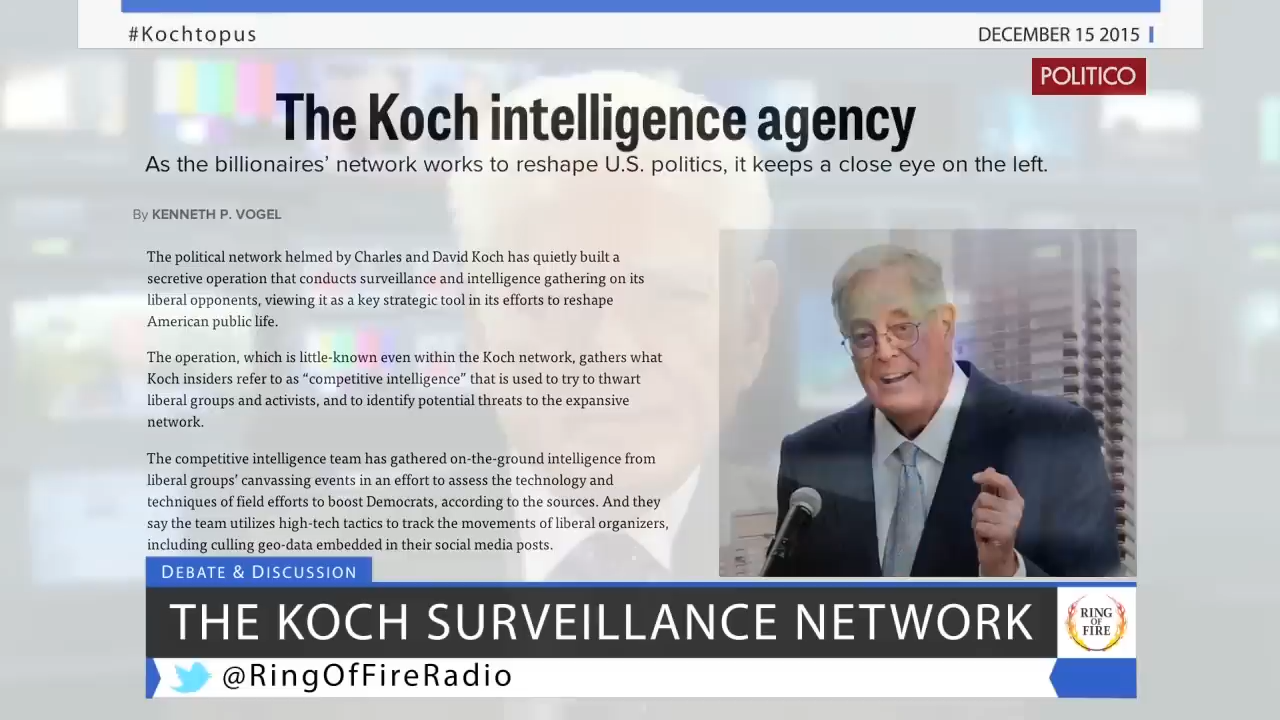 #Kochtopus
DECEMBER 15 2015
POLITICO
The Koch intelligence agency
As the billionaires' network works to reshape U.S. politics, it keeps a close eye on the left.
By KENNETH P. VOGEL
The political network helmed by Charles and David Koch has quietly built a
secretive operation that conducts surveillance and intelligence gathering on its
liberal opponents, viewing it as a key strategic tool in its efforts to reshape
American public life.
The operation, which is little-known even within the Koch network, gathers what
Koch insiders refer to as “competitive intelligence” that is used to try to thwart
liberal groups and activists, and to identify potential threats to the expansive
network.
The competitive intelligence team has gathered on-the-ground intelligence from
liberal groups’ canvassing events in an effort to assess the technology and
techniques of field efforts to boost Democrats, according to the sources. And they
say the team utilizes high-tech tactics to track the movements of liberal organizers,
including culling geo-data embedded in their social media posts.
DEBATE & DISCUSSION
THE KOCH SURVEILLANCE NETWORK
RING
OF
FIRE
@RingOfFireRadio